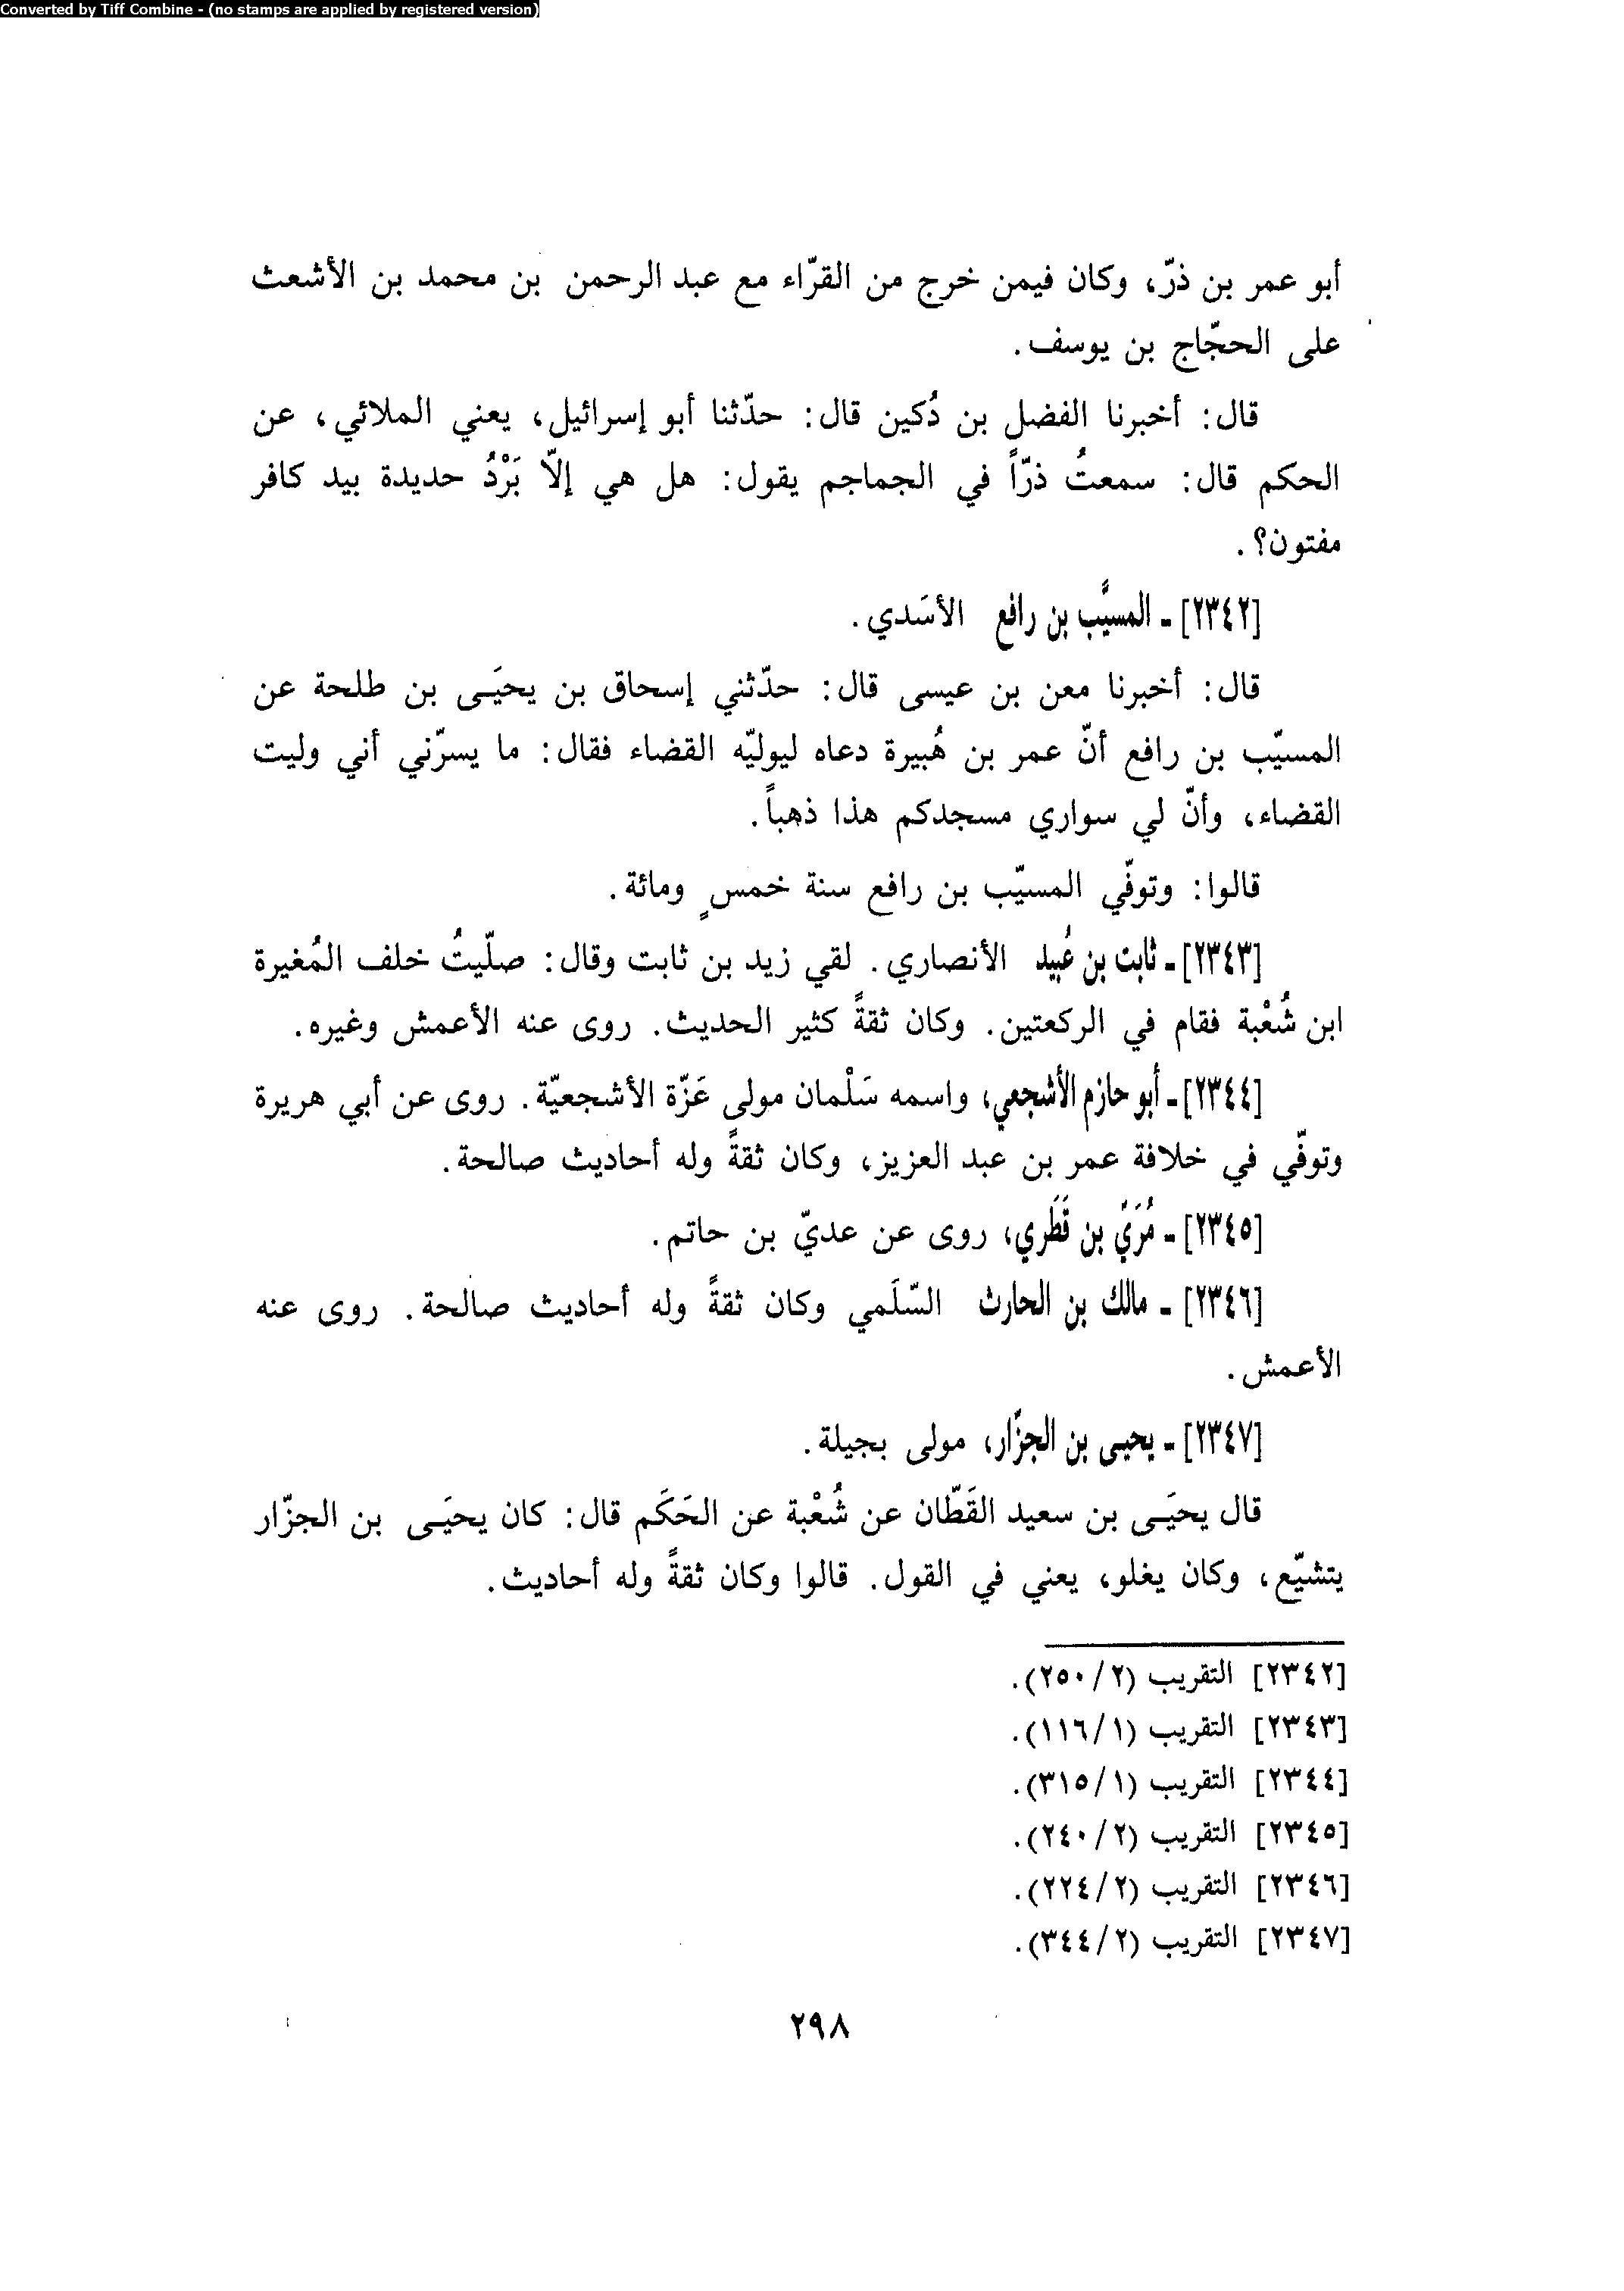 Converted by Tiff Combine - (no stamps are applied by registered version)
أبو عمر بن ذرّ، وكان فيمن خرج من القرّاء مع عبد الرحمن بن محمد بن الأشعث
على الحجّاج بن يوسف.
قال: أخبرنا الفضل بن دُكين قال: حدّثنا أبو إسرائيل، يعني الملائي، عن
الحكم قال: سمعتُ ذرّاً في الجماجم يقول: هل هي إلاّ بَرْدُ حديدة بيد كافر
مفتون؟.
[٢٣٤٢] ـ المسيَّب بن رافع الأسَدي.
قال: أخبرنا معن بن عيسى قال: حدّثني إسحاق بن يحيَـى بن طلحة عن
المسيّب بن رافع أنّ عمر بن هُبيرة دعاه ليوليّه القضاء فقال: ما يسرّني أني وليت
القضاء، وأنّ لي سواري مسجدكم هذا ذهباً.
قالوا: وتوفّي المسيّب بن رافع سنة خمسٍ ومائة.
[٢٣٤٣] ـ ثابت بن عُبيد الأنصاري. لقي زيد بن ثابت وقال: صلّيتُ خلف المُغيرة
ابن شُعْبة فقام في الركعتين. وكان ثقةً كثير الحديث. روى عنه الأعمش وغيره.
[٢٣٤٤] ـ أبو حازم الأشجعي، واسمه سَلْمان مولى عَزّة الأشجعيّة. روى عن أبي هريرة
وتوفّي في خلافة عمر بن عبد العزيز، وكان ثقةً وله أحاديث صالحة.
[٢٣٤٥] ـ مُرَيّ بن قَطَري، روى عن عديّ بن حاتم.
[٢٣٤٦] ـ مالك بن الحارث السّلَمي وكان ثقةً وله أحاديث صالحة. روى عنه
الأعمش.
[٢٣٤٧] ـ يحيى بن الجزّار، مولى بجيلة.
قال يحيَـى بن سعيد القَطّان عن شُعْبة عن الحَكَم قال: كان يحيَـى بن الجزّار
يتشيّع، وكان يغلو، يعني في القول. قالوا وكان ثقةً وله أحاديث.
[٢٣٤٢] التقريب (٢/ ٢٥٠).
[٢٣٤٣] التقريب (١/ ١١٦).
[٢٣٤٤] التقريب (١/ ٣١٥).
[٢٣٤٥] التقريب (٢/ ٢٤٠).
[٢٣٤٦] التقريب (٢/ ٢٢٤).
[٢٣٤٧] التقريب (٢/ ٣٤٤).
٢٩٨